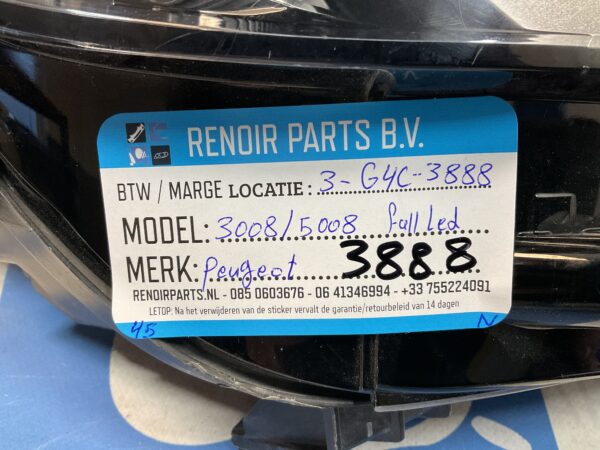 RENOIR PARTS B.V.
BTW / MARGE LOCATIE: 3-G4C-3888
MODEL: 3008/5008 full Led
MERK: Peugeot 3888
RENOIRPARTS.NL - 085 0603676 - 06 41346994 - +33 755224091
LETOP: Na het verwijderen van de sticker vervalt de garantie/retourbeleid van 14 dagen
45 N